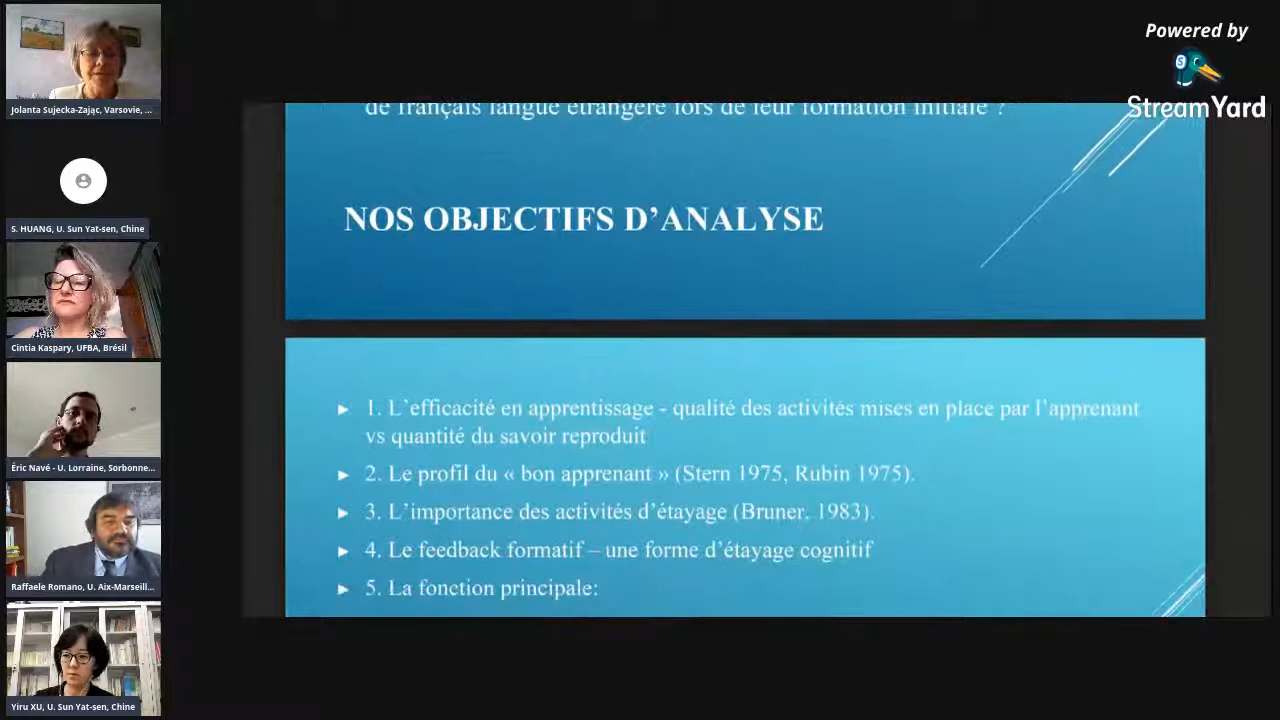 Powered by
StreamYard
Jolanta Sujecka-Zając, Varsovie, ...
S. HUANG, U. Sun Yat-sen, Chine
Cintia Kaspary, UFBA, Brésil
Éric Navé - U. Lorraine, Sorbonne...
Raffaele Romano, U. Aix-Marseill...
Yiru XU, U. Sun Yat-sen, Chine
de français langue étrangère lors de leur formation initiale ?
NOS OBJECTIFS D’ANALYSE
► 1. L’efficacité en apprentissage - qualité des activités mises en place par l’apprenant
vs quantité du savoir reproduit
► 2. Le profil du « bon apprenant » (Stern 1975, Rubin 1975).
► 3. L’importance des activités d’étayage (Bruner, 1983).
► 4. Le feedback formatif – une forme d’étayage cognitif
► 5. La fonction principale: